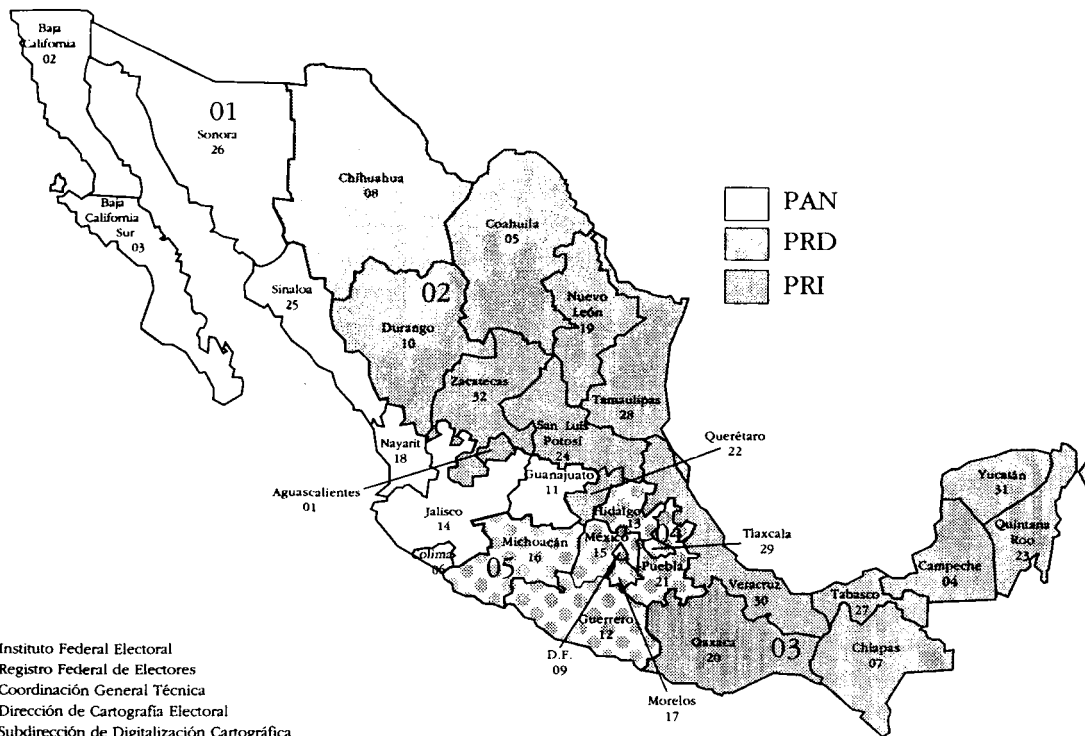 Baja
California
02
01
Sonora
26
Chihuahua
08
Baja
California
Sur
03
Coahuila
05
PAN
PRD
PRI
Sinaloa
25
02
Durango
10
Nuevo
León
19
Zacatecas
32
Tamaulipas
28
San Luis
Potosí
24
Querétaro
22
Nayarit
18
Aguascalientes
01
Guanajuato
11
Jalisco
14
Hidalgo
13
04
Tlaxcala
29
Yucatán
31
Quintana
Roo
23
Colima
06
Michoacán
16
05
México
15
Puebla
21
Veracruz
30
Tabasco
27
Campeche
04
Guerrero
12
D.F.
09
Morelos
17
Oaxaca
20
03
Chiapas
07
Instituto Federal Electoral
Registro Federal de Electores
Coordinación General Técnica
Dirección de Cartografía Electoral
Subdirección de Digitalización Cartográfica